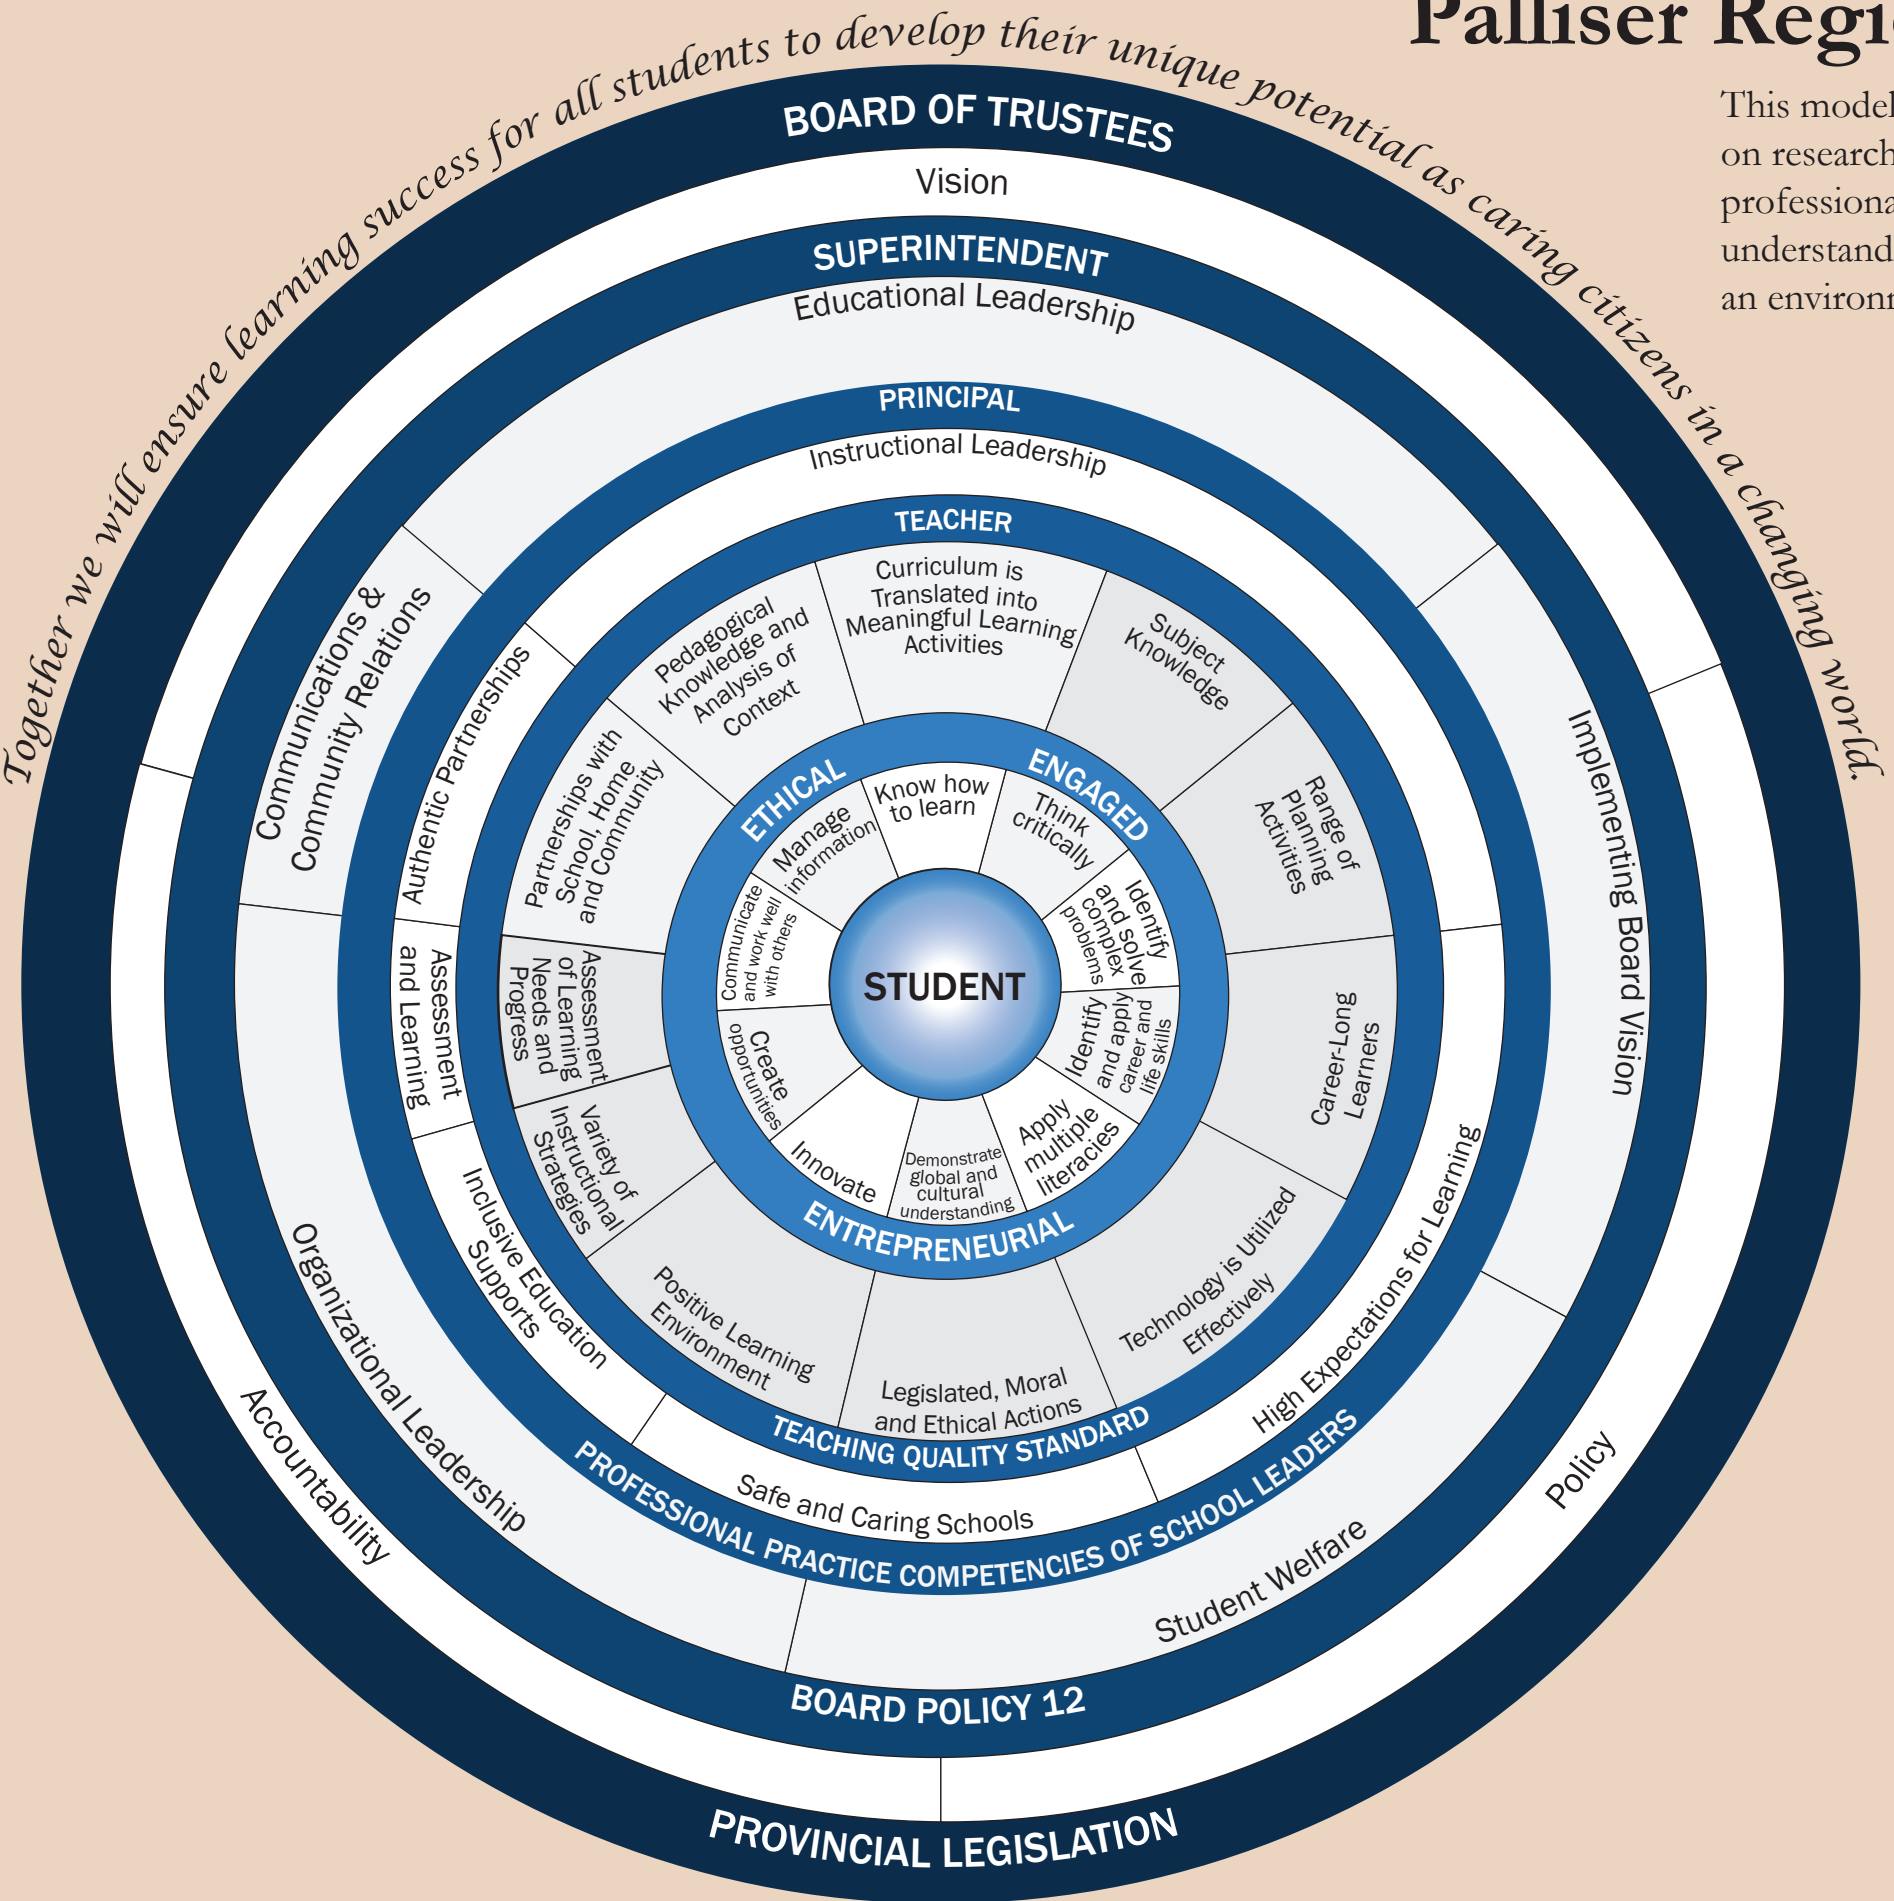 Palliser Regi
This model
on research
professiona
understand
an environ
Together we will ensure learning success for all students to develop their unique potential as caring citizens in a changing world.
BOARD OF TRUSTEES
Vision
SUPERINTENDENT
Educational Leadership
PRINCIPAL
Instructional Leadership
TEACHER
Curriculum is
Translated into
Meaningful Learning
Activities
Subject
Knowledge
Range of
Planning
Activities
Career-Long
Learners
Technology is Utilized
Effectively
Legislated, Moral
and Ethical Actions
Positive Learning
Environment
Variety of
Instructional
Strategies
Assessment
of Learning
Needs and
Progress
Partnerships with
School, Home
and Community
Pedagogical
Knowledge and
Analysis of
Context
ETHICAL
ENGAGED
ENTREPRENEURIAL
Know how
to learn
Think
critically
Identify
and solve
complex
problems
Identify
and apply
career and
life skills
Apply
multiple
literacies
Demonstrate
global and
cultural
understanding
Innovate
Create
opportunities
Communicate
and work well
with others
Manage
information
STUDENT
Communications &
Community Relations
Authentic Partnerships
Assessment
and Learning
Inclusive Education
Supports
Safe and Caring Schools
High Expectations for Learning
Implementing Board Vision
Organizational Leadership
Student Welfare
Accountability
Policy
TEACHING QUALITY STANDARD
PROFESSIONAL PRACTICE COMPETENCIES OF SCHOOL LEADERS
BOARD POLICY 12
PROVINCIAL LEGISLATION